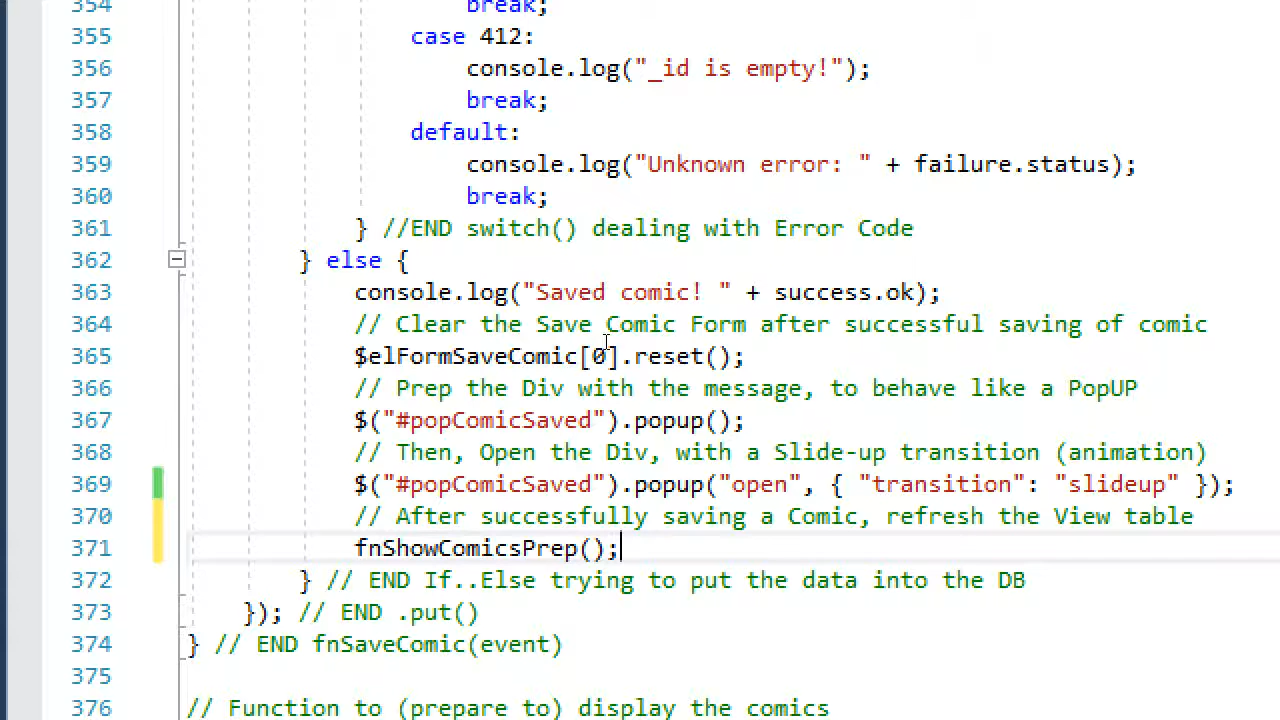 354 break;
355 case 412:
356 console.log("_id is empty!");
357 break;
358 default:
359 console.log("Unknown error: " + failure.status);
360 break;
361 } //END switch() dealing with Error Code
362 } else {
363 console.log("Saved comic! " + success.ok);
364 // Clear the Save Comic Form after successful saving of comic
365 $elFormSaveComic[0].reset();
366 // Prep the Div with the message, to behave like a PopUP
367 $("#popComicSaved").popup();
368 // Then, Open the Div, with a Slide-up transition (animation)
369 $("#popComicSaved").popup("open", { "transition": "slideup" });
370 // After successfully saving a Comic, refresh the View table
371 fnShowComicsPrep();
372 } // END If..Else trying to put the data into the DB
373 }); // END .put()
374 } // END fnSaveComic(event)
375
376 // Function to (prepare to) display the comics